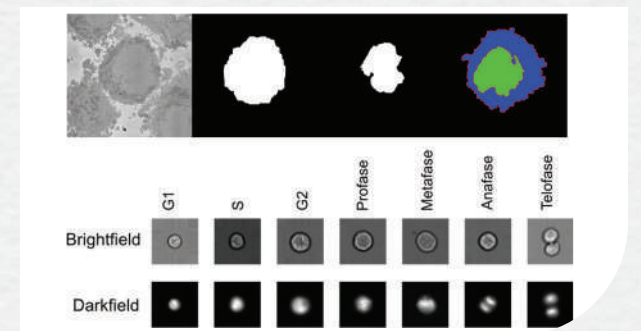 G1
S
G2
Profase
Metafase
Anafase
Telofase
Brightfield
Darkfield